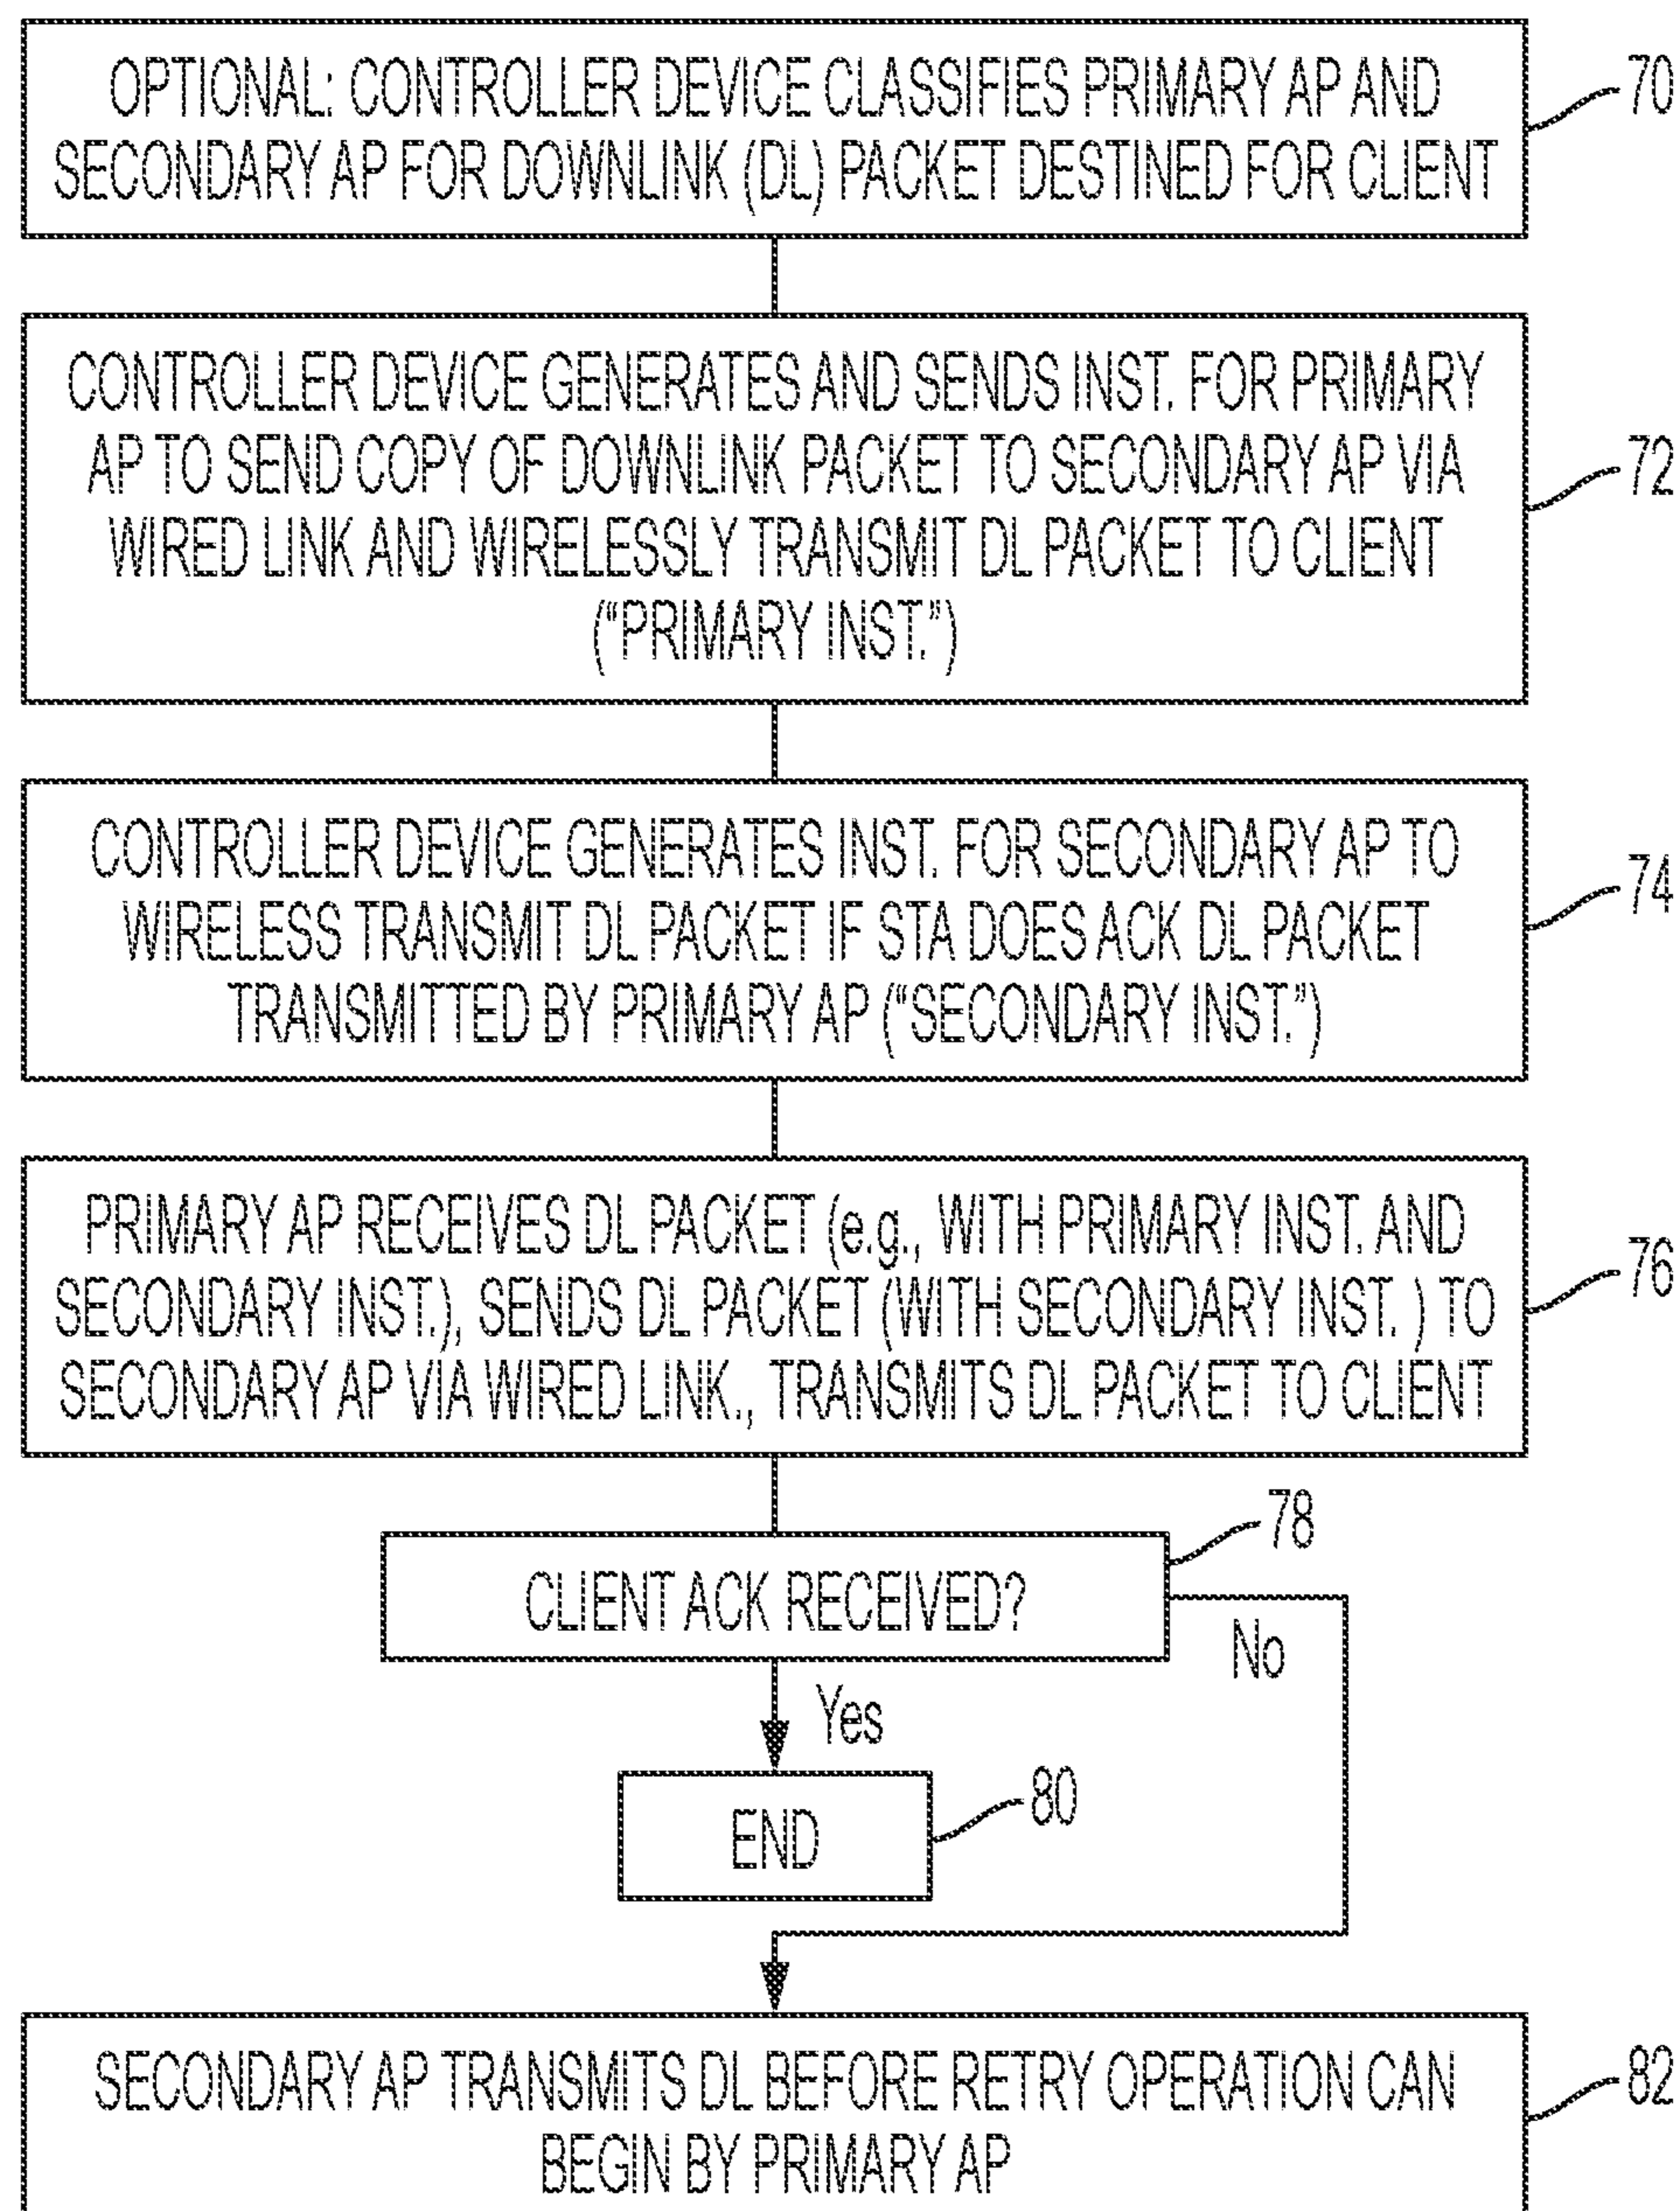 OPTIONAL: CONTROLLER DEVICE CLASSIFIES PRIMARY AP AND
SECONDARY AP FOR DOWNLINK (DL) PACKET DESTINED FOR CLIENT
70
CONTROLLER DEVICE GENERATES AND SENDS INST. FOR PRIMARY
AP TO SEND COPY OF DOWNLINK PACKET TO SECONDARY AP VIA
WIRED LINK AND WIRELESSLY TRANSMIT DL PACKET TO CLIENT
("PRIMARY INST.")
72
CONTROLLER DEVICE GENERATES INST. FOR SECONDARY AP TO
WIRELESS TRANSMIT DL PACKET IF STA DOES ACK DL PACKET
TRANSMITTED BY PRIMARY AP ("SECONDARY INST.")
74
PRIMARY AP RECEIVES DL PACKET (e.g., WITH PRIMARY INST. AND
SECONDARY INST.), SENDS DL PACKET (WITH SECONDARY INST. ) TO
SECONDARY AP VIA WIRED LINK., TRANSMITS DL PACKET TO CLIENT
76
CLIENT ACK RECEIVED?
78
No
Yes
END
80
SECONDARY AP TRANSMITS DL BEFORE RETRY OPERATION CAN
BEGIN BY PRIMARY AP
82